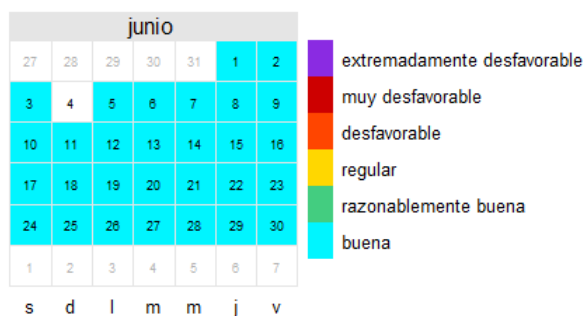 junio
27 28 29 30 31 1 2
3 4 5 6 7 8 9
10 11 12 13 14 15 16
17 18 19 20 21 22 23
24 25 26 27 28 29 30
1 2 3 4 5 6 7
s d l m m j v
extremadamente desfavorable
muy desfavorable
desfavorable
regular
razonablemente buena
buena